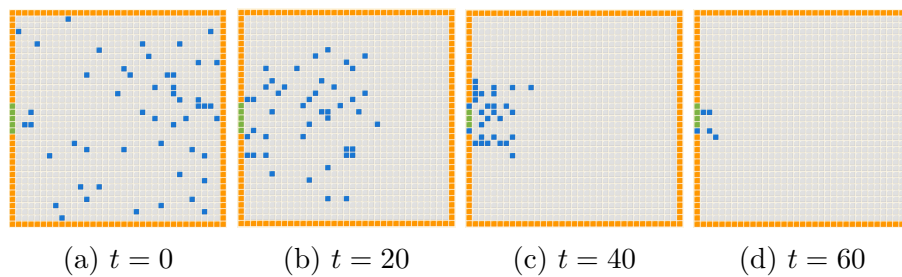 (a) t = 0 (b) t = 20 (c) t = 40 (d) t = 60